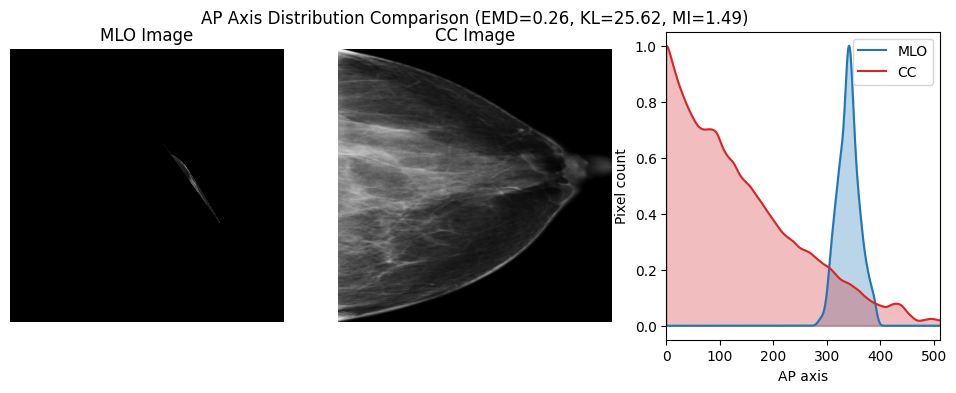 AP Axis Distribution Comparison (EMD=0.26, KL=25.62, MI=1.49)
MLO Image
CC Image
MLO
CC
Pixel count
1.0
0.8
0.6
0.4
0.2
0.0
0 100 200 300 400 500
AP axis